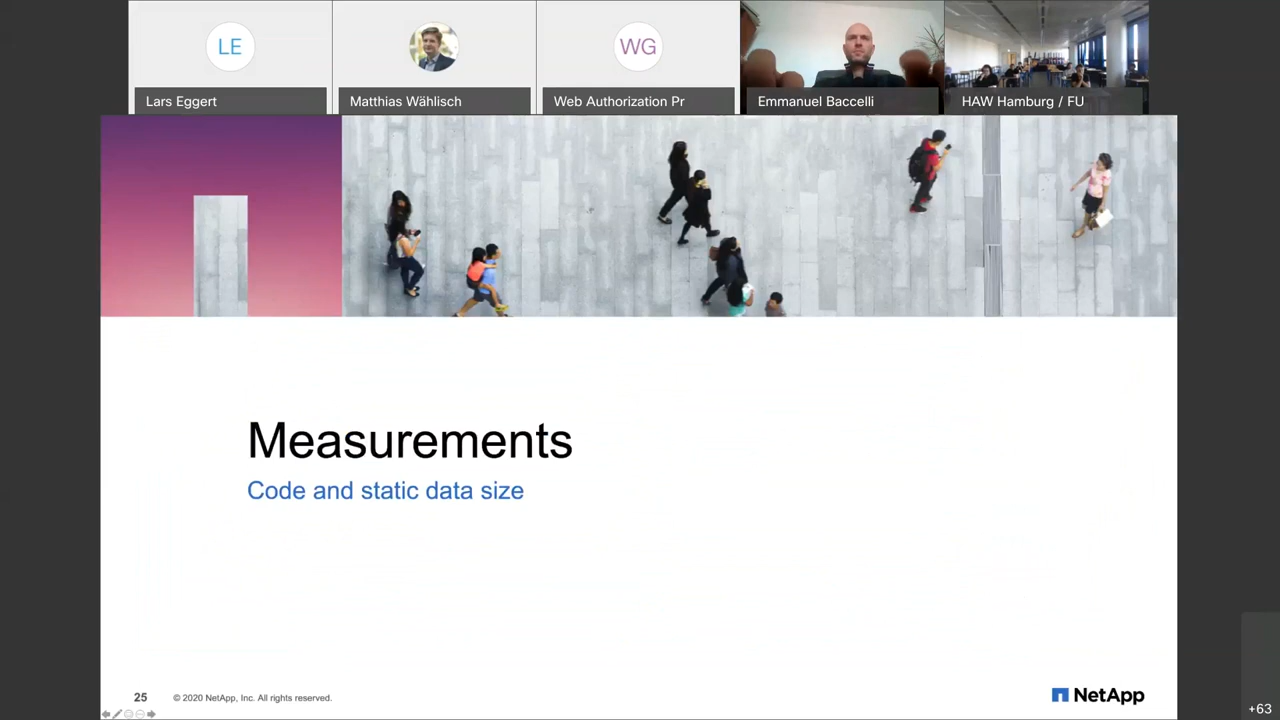 LE
WG
Lars Eggert
Matthias Wählisch
Web Authorization Pr
Emmanuel Baccelli
HAW Hamburg / FU
Measurements
Code and static data size
25
© 2020 NetApp, Inc. All rights reserved.
NetApp
+63